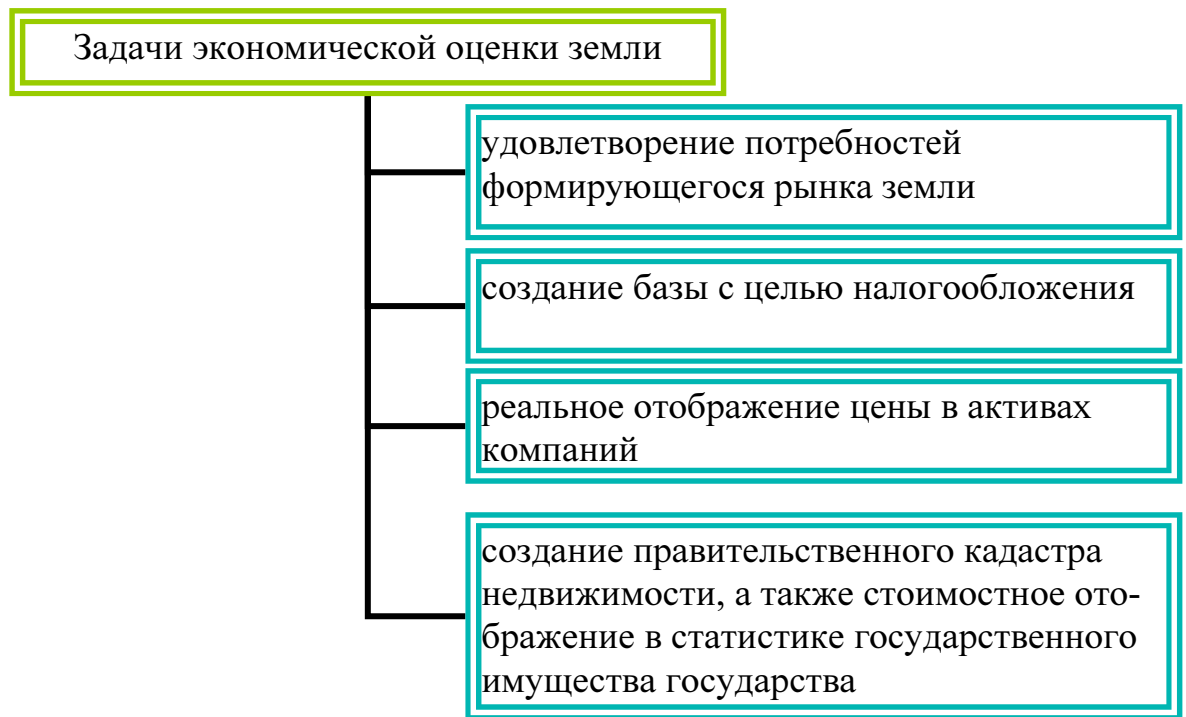 Задачи экономической оценки земли
удовлетворение потребностей
формирующегося рынка земли
создание базы с целью налогообложения
реальное отображение цены в активах
компаний
создание правительственного кадастра
недвижимости, а также стоимостное ото-
бражение в статистике государственного
имущества государства